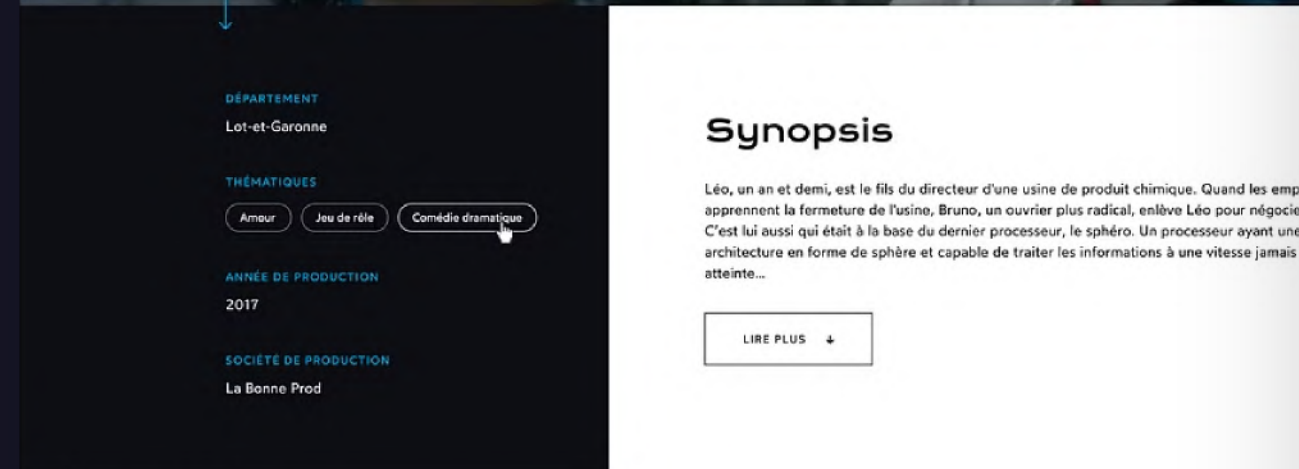 DÉPARTEMENT
Lot-et-Garonne
THÉMATIQUES
Amour
Jeu de rôle
Comédie dramatique
ANNÉE DE PRODUCTION
2017
SOCIÉTÉ DE PRODUCTION
La Bonne Prod
Synopsis
Léo, un an et demi, est le fils du directeur d'une usine de produit chimique. Quand les emp
apprennent la fermeture de l'usine, Bruno, un ouvrier plus radical, enlève Léo pour négocie
C'est lui aussi qui était à la base du dernier processeur, le sphéro. Un processeur ayant une
architecture en forme de sphère et capable de traiter les informations à une vitesse jamais
atteinte...
LIRE PLUS